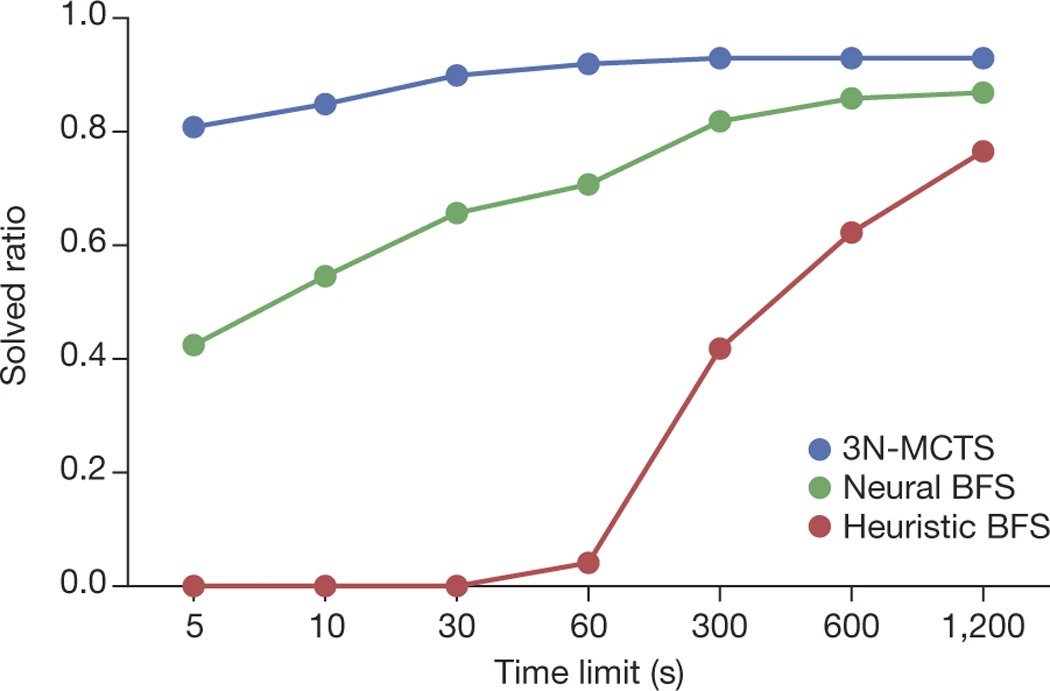 1.0
0.8
0.6
0.4
0.2
0.0
Solved ratio
5 10 30 60 300 600 1,200
Time limit (s)
3N-MCTS
Neural BFS
Heuristic BFS